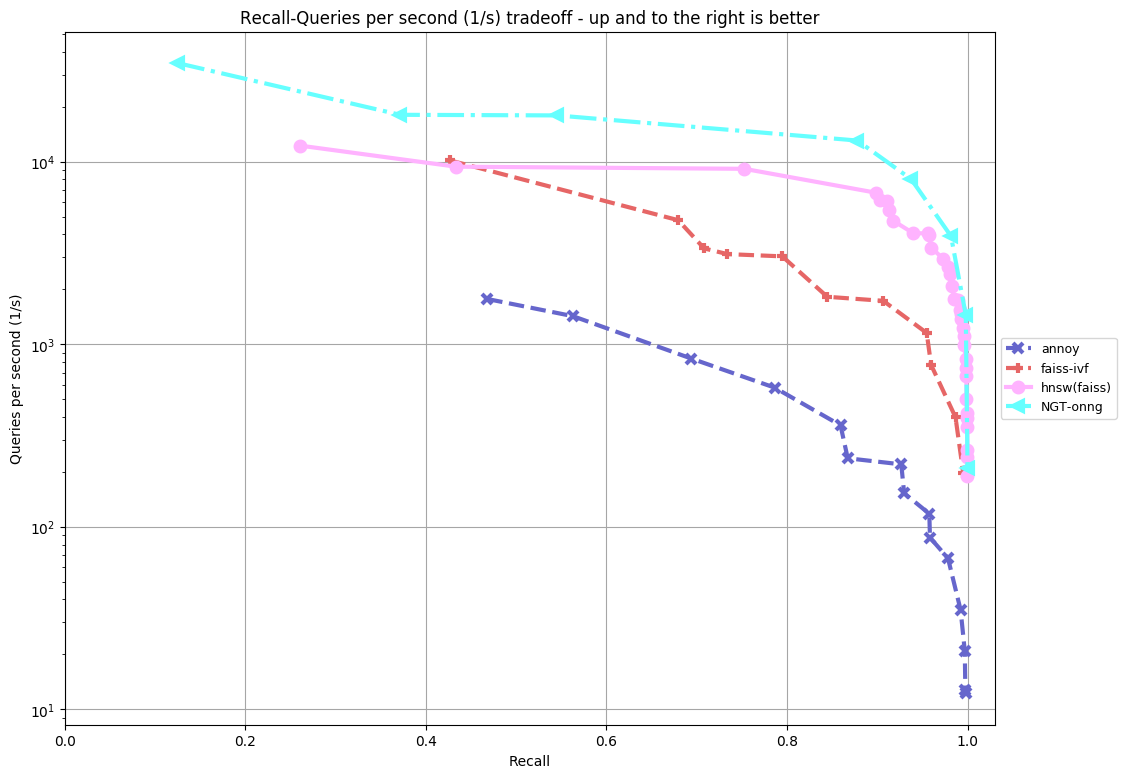 Recall-Queries per second (1/s) tradeoff - up and to the right is better
Queries per second (1/s)
10⁴
10³
10²
10¹
0.0 0.2 0.4 0.6 0.8 1.0
Recall
annoy
faiss-ivf
hnsw(faiss)
NGT-onng